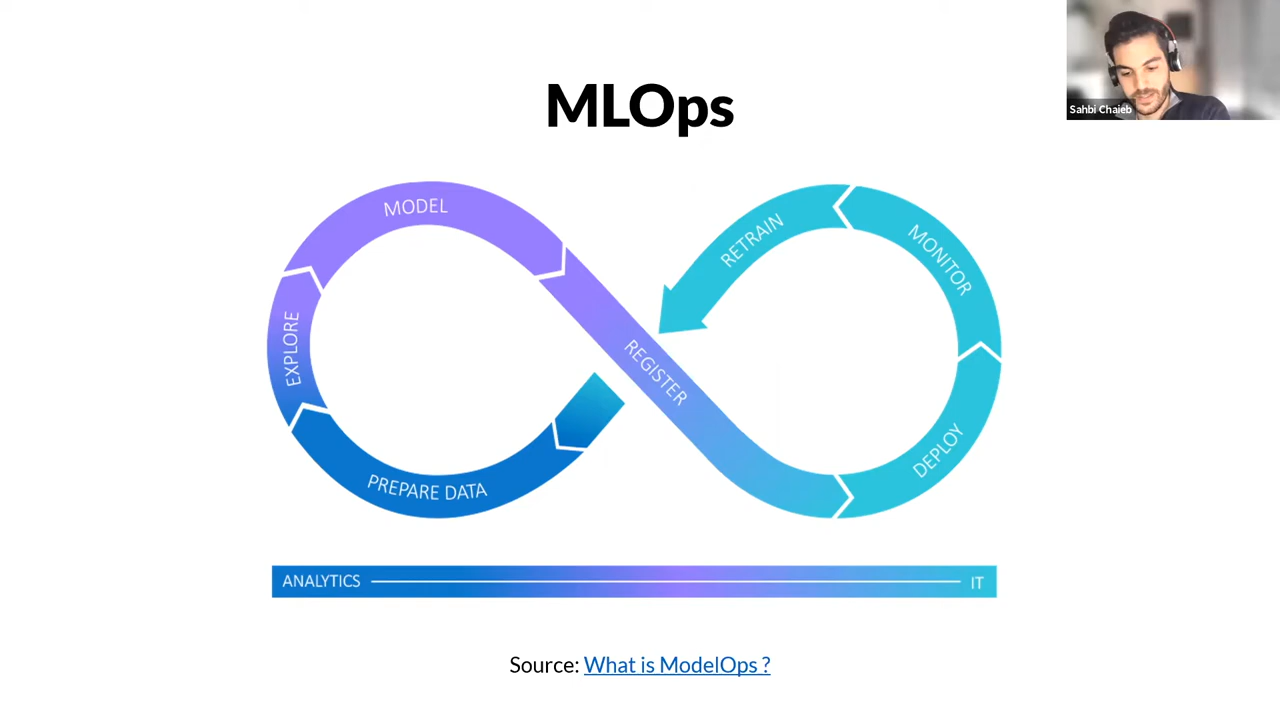 MLOps
Sahbi Chaieb
MODEL
RETRAIN
MONITOR
EXPLORE
REGISTER
DEPLOY
PREPARE DATA
ANALYTICS
IT
Source: What is ModelOps ?